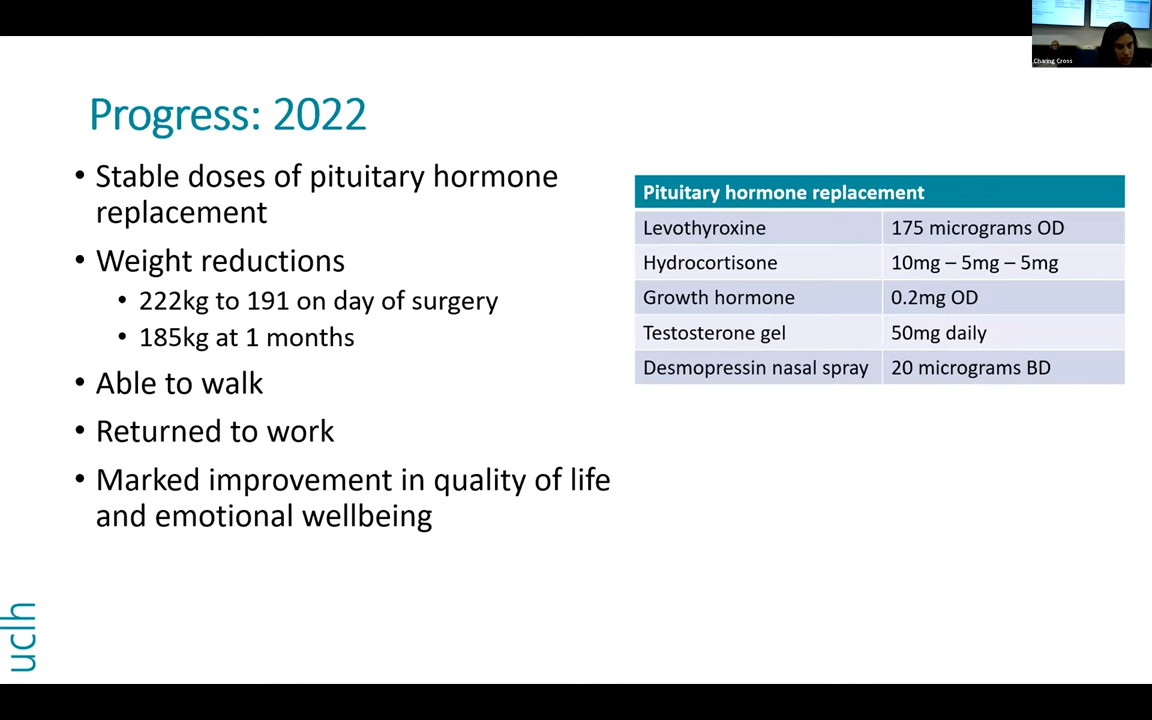 Charing Cross
Progress: 2022
• Stable doses of pituitary hormone
replacement
• Weight reductions
• 222kg to 191 on day of surgery
• 185kg at 1 months
• Able to walk
• Returned to work
• Marked improvement in quality of life
and emotional wellbeing
Pituitary hormone replacement
Levothyroxine 175 micrograms OD
Hydrocortisone 10mg – 5mg – 5mg
Growth hormone 0.2mg OD
Testosterone gel 50mg daily
Desmopressin nasal spray 20 micrograms BD
uclh